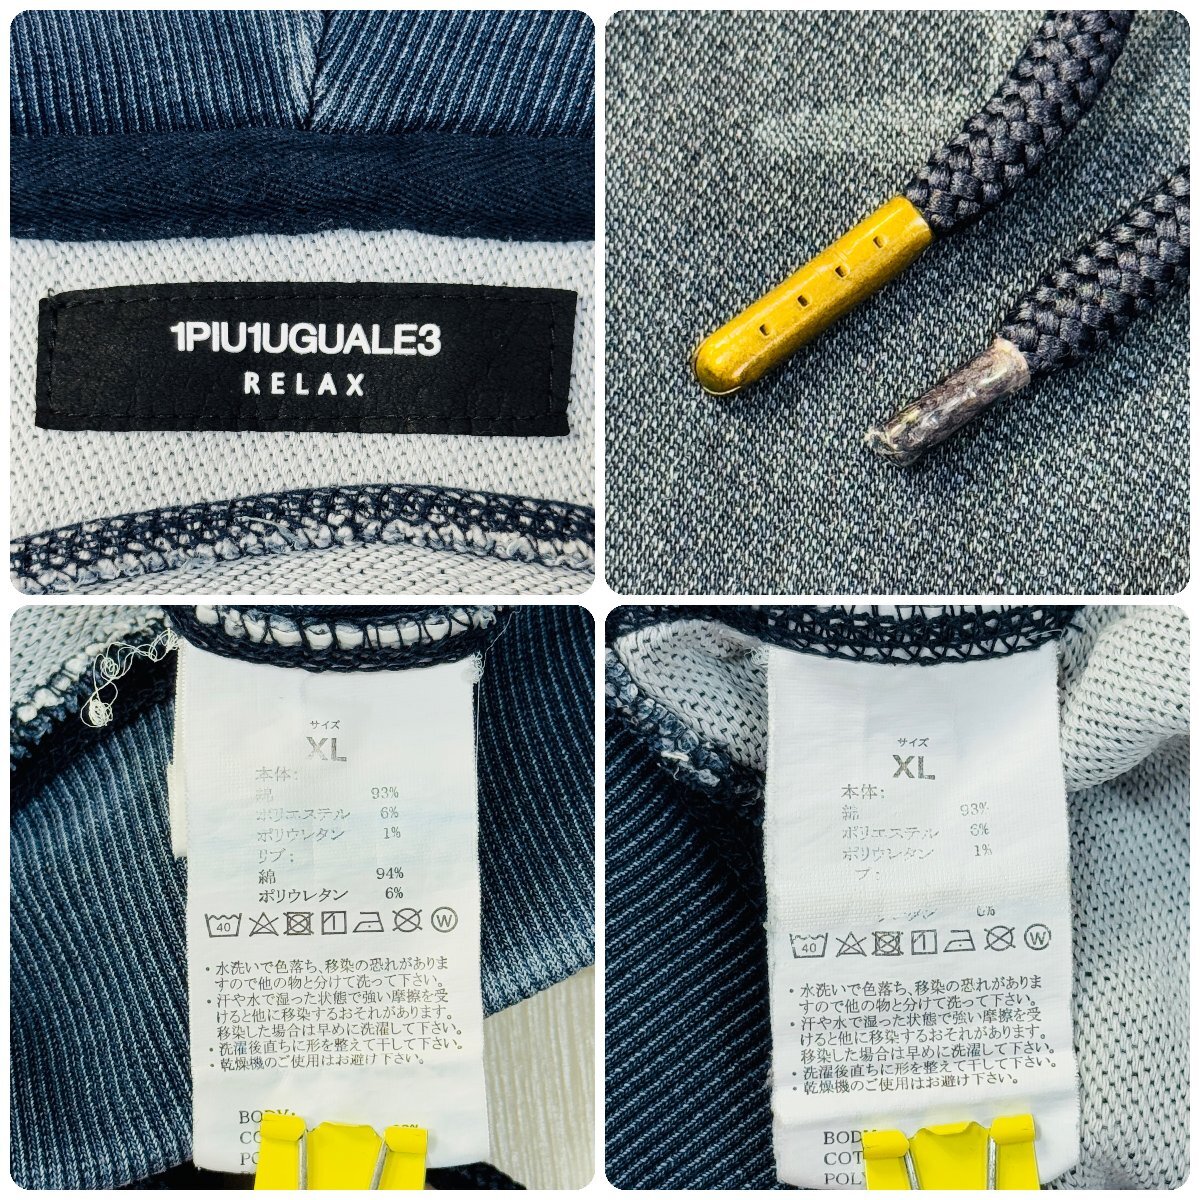 1PIU1UGUALE3
RELAX
サイズ
XL
本体:
綿 93%
ポリエステル 6%
ポリウレタン 1%
リブ:
綿 94%
ポリウレタン 6%
40 W
・水洗いで色落ち、移染の恐れがありま
すので他の物と分けて洗って下さい。
・汗や水で湿った状態で強い摩擦を受
けると他に移染するおそれがあります。
移染した場合は早めに洗濯して下さい。
・洗濯後直ちに形を整えて干して下さい。
・乾燥機のご使用はお避け下さい。
BODY:
サイズ
XL
本体:
綿 93%
ポリエステル 6%
ポリウレタン 1%
ブ:
6%
40 W
・水洗いで色落ち、移染の恐れがありま
すので他の物と分けて洗って下さい。
・汗や水で湿った状態で強い摩擦を受
けると他に移染するおそれがあります。
移染した場合は早めに洗濯して下さい。
・洗濯後直ちに形を整えて干して下さい。
・乾燥機のご使用はお避け下さい。
BODY
COT
POLY